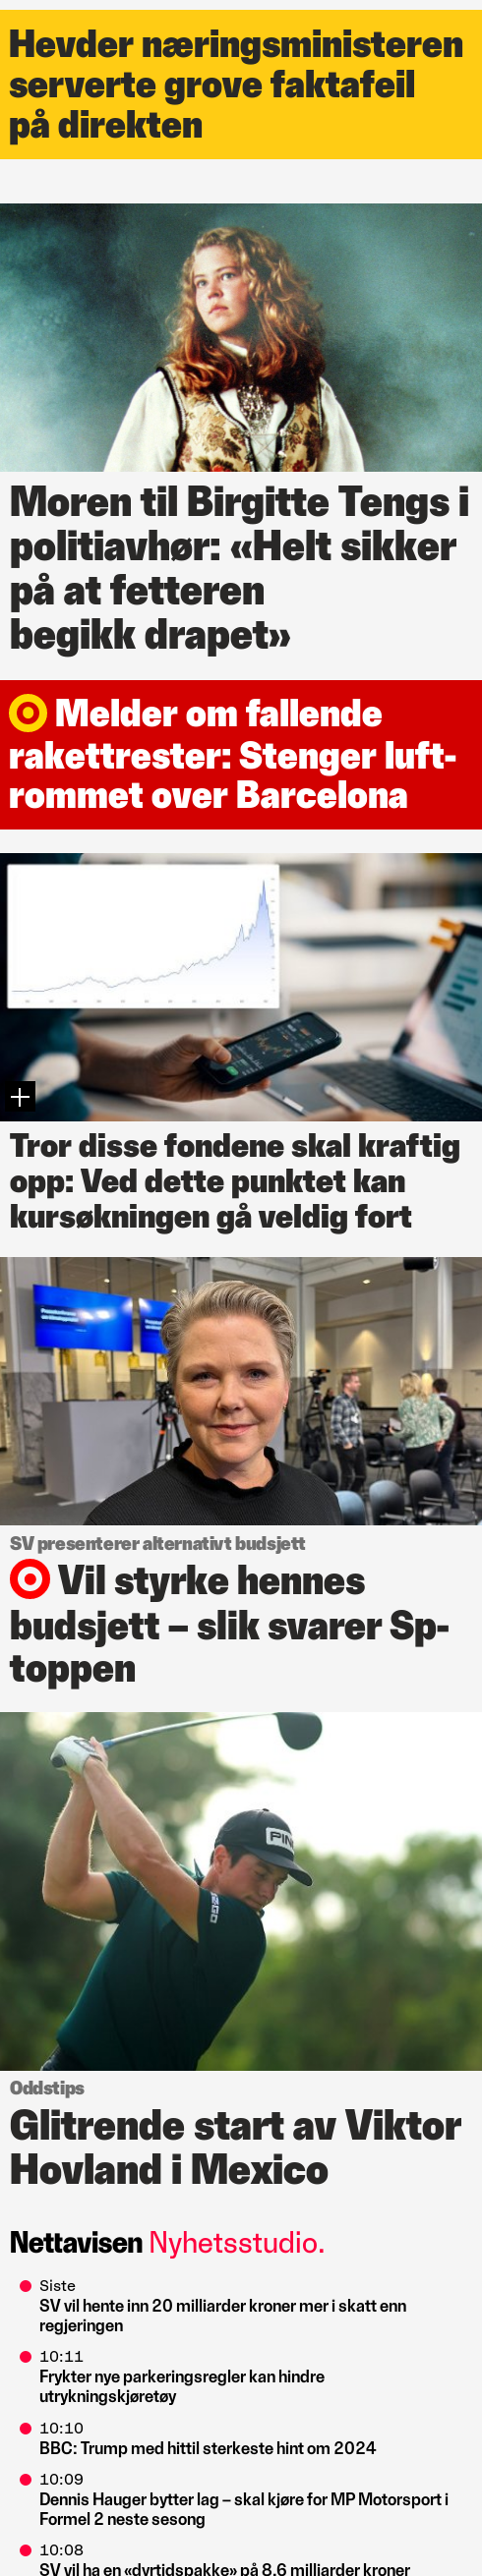 Hevder næringsministeren
serverte grove faktafeil
på direkten
Moren til Birgitte Tengs i
politiavhør: «Helt sikker
på at fetteren
begikk drapet»
Melder om fallende
rakettrester: Stenger luft-
rommet over Barcelona
Tror disse fondene skal kraftig
opp: Ved dette punktet kan
kursøkningen gå veldig fort
SV presenterer alternativt budsjett
Vil styrke hennes
budsjett – slik svarer Sp-
toppen
PING
Oddstips
Glitrende start av Viktor
Hovland i Mexico
Nettavisen Nyhetsstudio.
Siste
SV vil hente inn 20 milliarder kroner mer i skatt enn
regjeringen
10:11
Frykter nye parkeringsregler kan hindre
utrykningskjøretøy
10:10
BBC: Trump med hittil sterkeste hint om 2024
10:09
Dennis Hauger bytter lag – skal kjøre for MP Motorsport i
Formel 2 neste sesong
10:08
SV vil ha en «dyrtidspakke» på 8,6 milliarder kroner